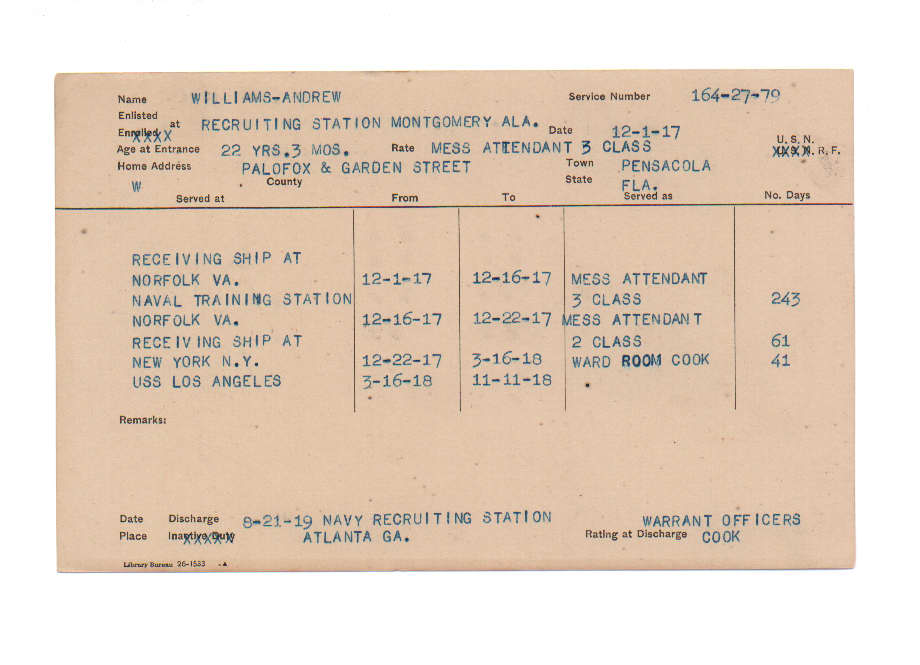 Name WILLIAMS-ANDREW Service Number 164-27-79
Enlisted
Enrolled at RECRUITING STATION MONTGOMERY ALA. Date 12-1-17
XXXX
U. S. N.
Age at Entrance 22 YRS.3 MOS. Rate MESS ATTENDANT 3 CLASS U.S.N. R. F.
XXXX
Home Address PALOFOX & GARDEN STREET Town PENSACOLA
W County State FLA.
Served at From To Served as No. Days
RECEIVING SHIP AT
NORFOLK VA. 12-1-17 12-16-17 MESS ATTENDANT
NAVAL TRAINING STATION 3 CLASS 243
NORFOLK VA. 12-16-17 12-22-17 MESS ATTENDANT
RECEIVING SHIP AT 2 CLASS 61
NEW YORK N.Y. 12-22-17 3-16-18 WARD ROOM COOK 41
USS LOS ANGELES 3-16-18 11-11-18
Remarks:
Date Discharge 8-21-19 NAVY RECRUITING STATION WARRANT OFFICERS
Place Inactive Duty ATLANTA GA. Rating at Discharge COOK
XXXXX
Library Bureau 26-1533